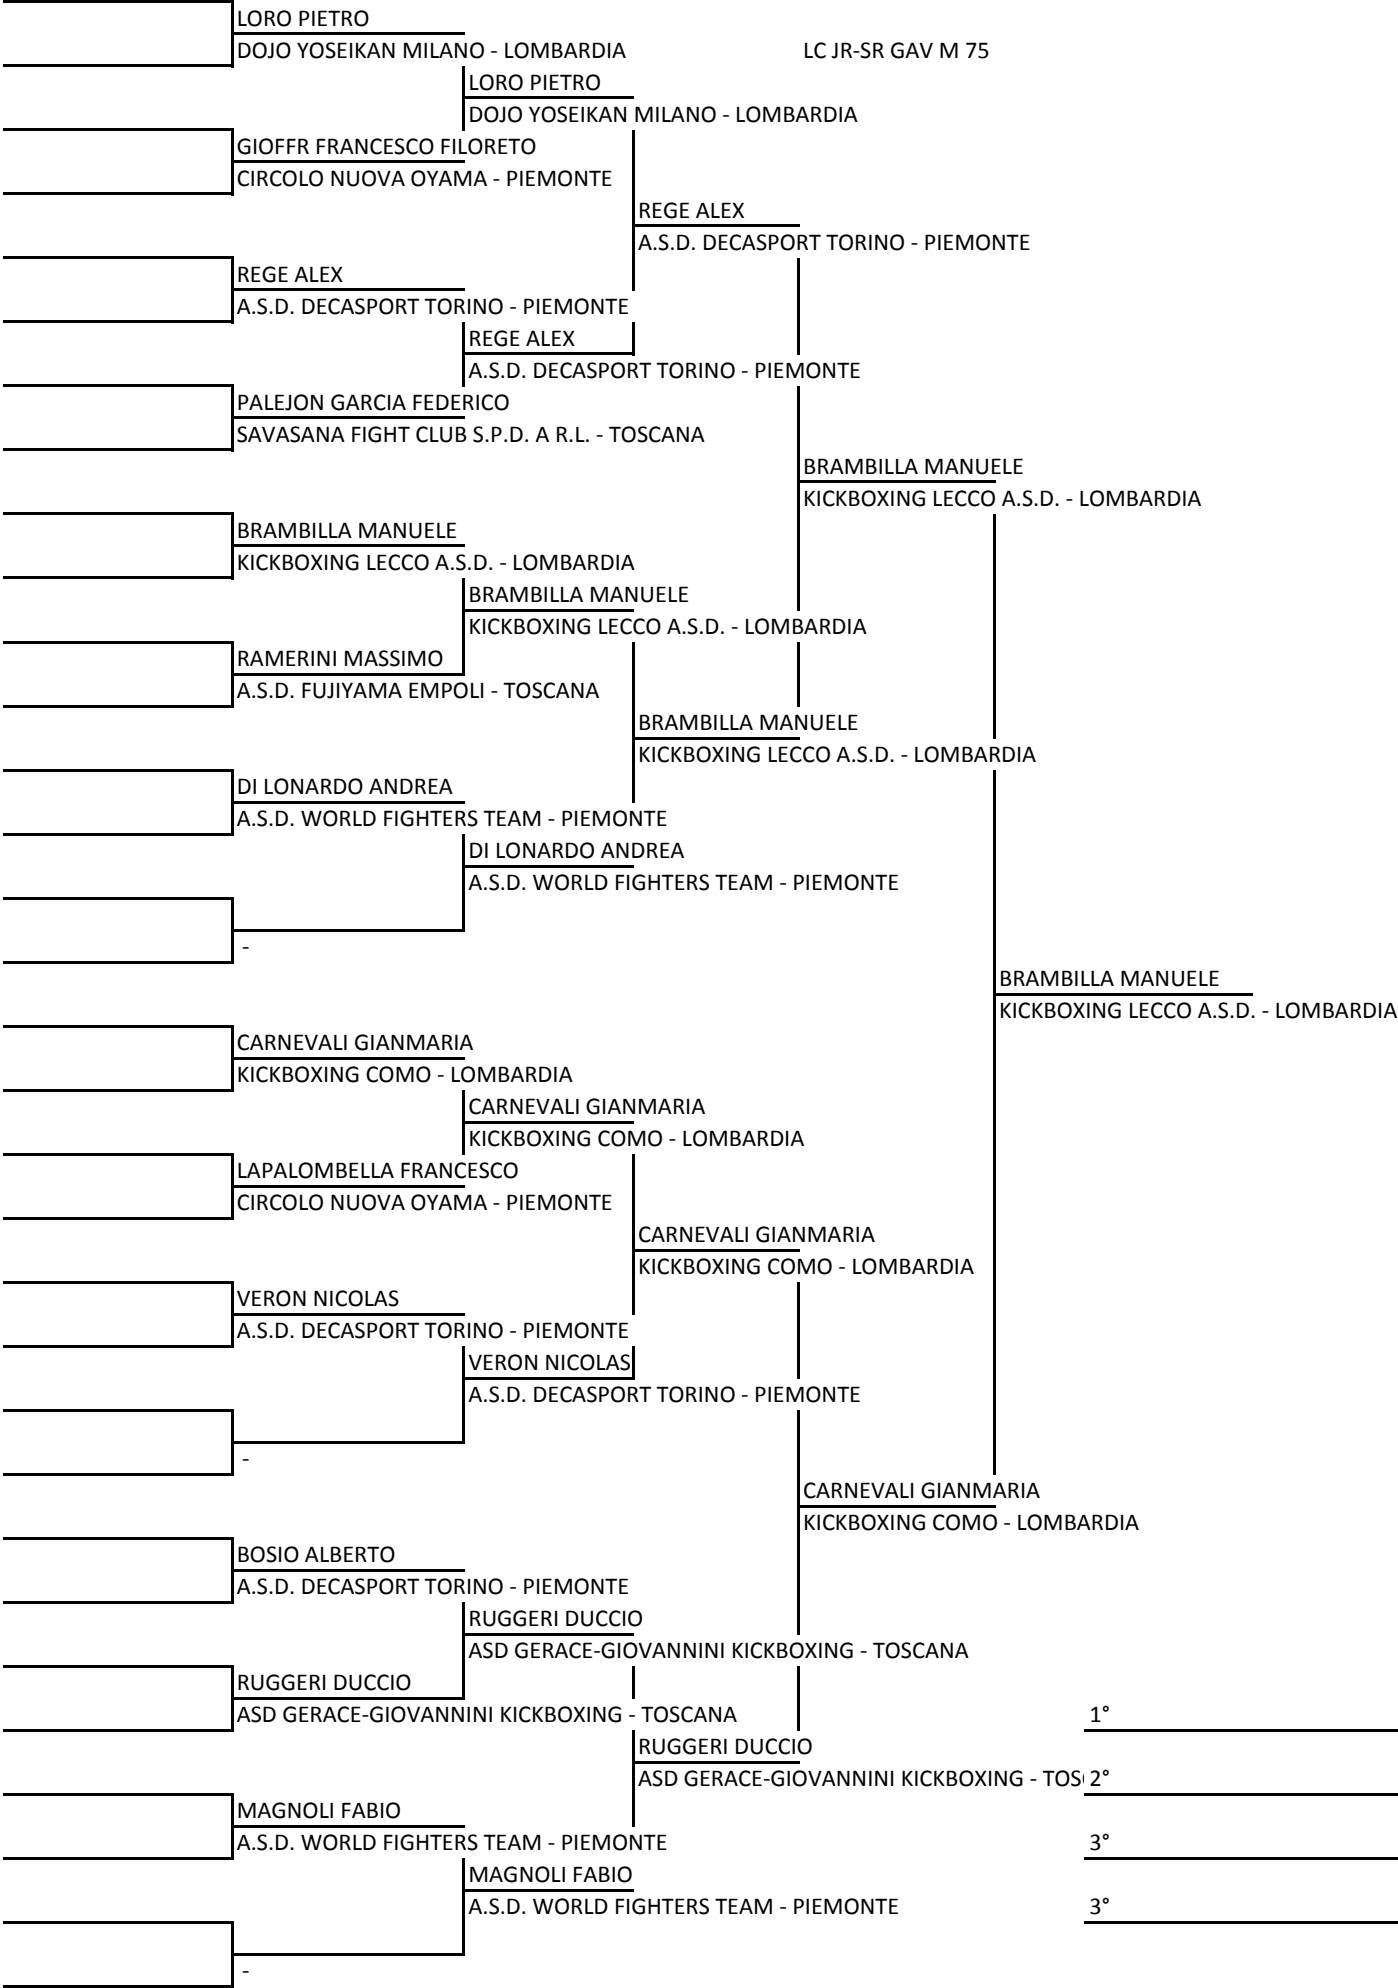 LORO PIETRO
DOJO YOSEIKAN MILANO - LOMBARDIA
LC JR-SR GAV M 75
LORO PIETRO
DOJO YOSEIKAN MILANO - LOMBARDIA
GIOFFR FRANCESCO FILORETO
CIRCOLO NUOVA OYAMA - PIEMONTE
REGE ALEX
A.S.D. DECASPORT TORINO - PIEMONTE
REGE ALEX
A.S.D. DECASPORT TORINO - PIEMONTE
REGE ALEX
A.S.D. DECASPORT TORINO - PIEMONTE
PALEJON GARCIA FEDERICO
SAVASANA FIGHT CLUB S.P.D. A R.L. - TOSCANA
BRAMBILLA MANUELE
KICKBOXING LECCO A.S.D. - LOMBARDIA
BRAMBILLA MANUELE
KICKBOXING LECCO A.S.D. - LOMBARDIA
BRAMBILLA MANUELE
KICKBOXING LECCO A.S.D. - LOMBARDIA
RAMERINI MASSIMO
A.S.D. FUJIYAMA EMPOLI - TOSCANA
BRAMBILLA MANUELE
KICKBOXING LECCO A.S.D. - LOMBARDIA
DI LONARDO ANDREA
A.S.D. WORLD FIGHTERS TEAM - PIEMONTE
DI LONARDO ANDREA
A.S.D. WORLD FIGHTERS TEAM - PIEMONTE
-
BRAMBILLA MANUELE
KICKBOXING LECCO A.S.D. - LOMBARDIA
CARNEVALI GIANMARIA
KICKBOXING COMO - LOMBARDIA
CARNEVALI GIANMARIA
KICKBOXING COMO - LOMBARDIA
LAPALOMBELLA FRANCESCO
CIRCOLO NUOVA OYAMA - PIEMONTE
CARNEVALI GIANMARIA
KICKBOXING COMO - LOMBARDIA
VERON NICOLAS
A.S.D. DECASPORT TORINO - PIEMONTE
VERON NICOLAS
A.S.D. DECASPORT TORINO - PIEMONTE
-
CARNEVALI GIANMARIA
KICKBOXING COMO - LOMBARDIA
BOSIO ALBERTO
A.S.D. DECASPORT TORINO - PIEMONTE
RUGGERI DUCCIO
ASD GERACE-GIOVANNINI KICKBOXING - TOSCANA
RUGGERI DUCCIO
ASD GERACE-GIOVANNINI KICKBOXING - TOSCANA
1°
RUGGERI DUCCIO
ASD GERACE-GIOVANNINI KICKBOXING - TOS
2°
MAGNOLI FABIO
A.S.D. WORLD FIGHTERS TEAM - PIEMONTE
3°
MAGNOLI FABIO
A.S.D. WORLD FIGHTERS TEAM - PIEMONTE
3°
-